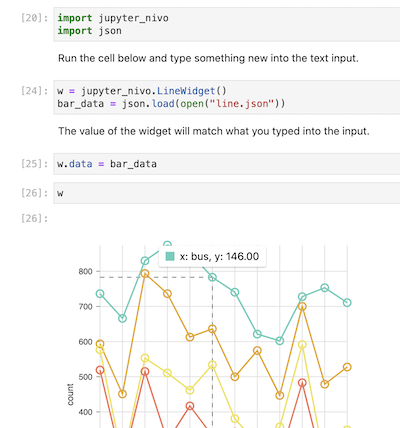 [20]: import jupyter_nivo
import json
Run the cell below and type something new into the text input.
[24]: w = jupyter_nivo.LineWidget()
bar_data = json.load(open("line.json"))
The value of the widget will match what you typed into the input.
[25]: w.data = bar_data
[26]: w
[26]:
x: bus, y: 146.00
800
700
600
500
count
400